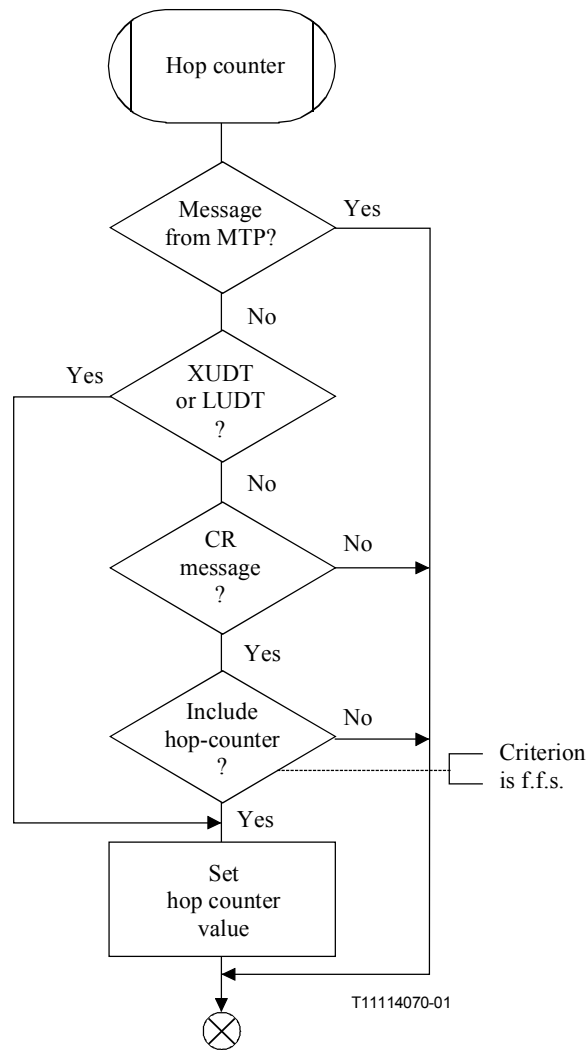 Hop counter
Message
from MTP?
Yes
No
Yes
XUDT
or LUDT
?
No
CR
message
?
No
Yes
Include
hop-counter
?
No
Criterion
is f.f.s.
Yes
Set
hop counter
value
T11114070-01